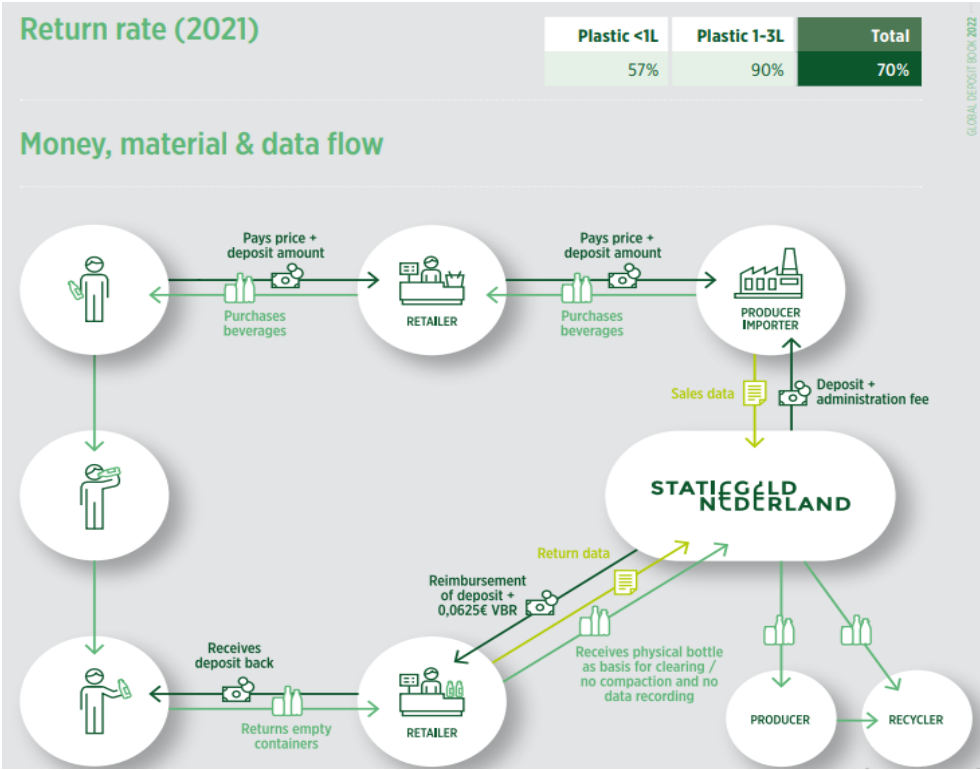 Return rate (2021)
Plastic <1L Plastic 1-3L Total
57% 90% 70%
GLOBAL DEPOSIT BOOK 2022
Money, material & data flow
Pays price +
deposit amount
Purchases
beverages
RETAILER
Pays price +
deposit amount
Purchases
beverages
PRODUCER
IMPORTER
Sales data
Deposit +
administration fee
STATIEGELD
NEDERLAND
Return data
Reimbursement
of deposit +
0,0625€ VBR
Receives physical bottle
as basis for clearing /
no compaction and no
data recording
Receives
deposit back
Returns empty
containers
RETAILER
PRODUCER
RECYCLER